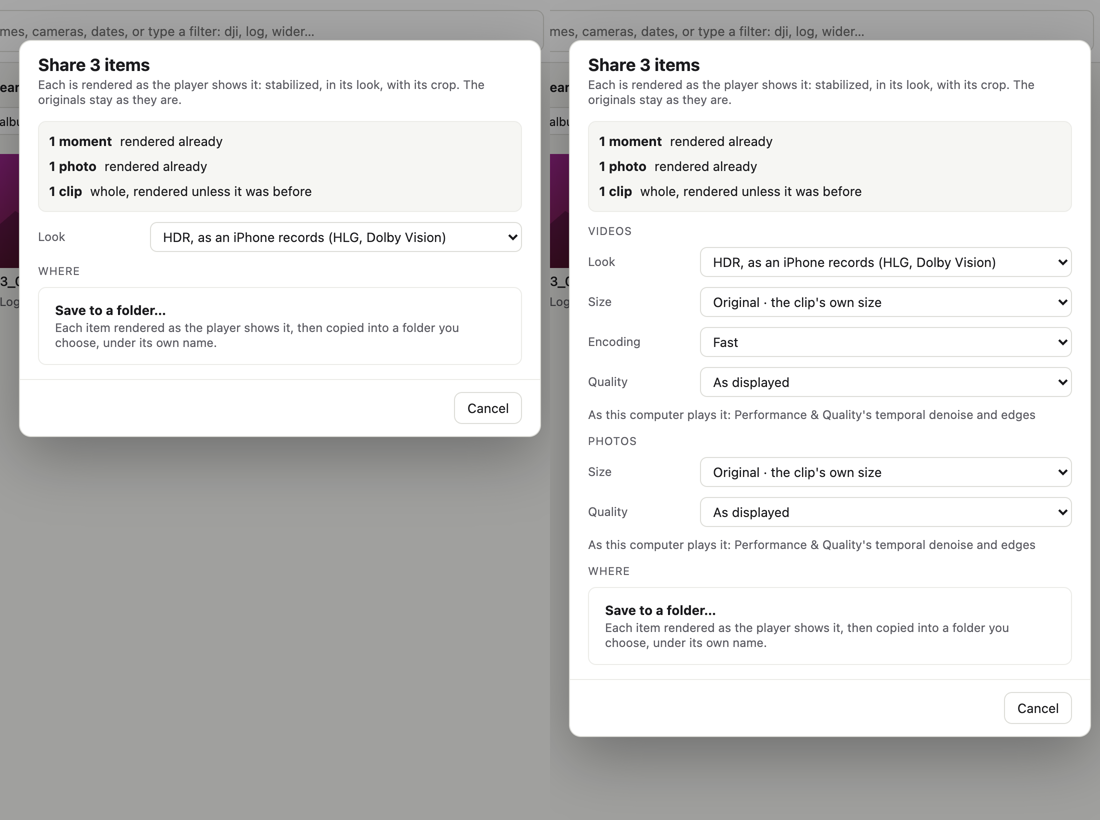 mes, cameras, dates, or type a filter: dji, log, wider...
ear
albu
3_0
Log
Share 3 items
Each is rendered as the player shows it: stabilized, in its look, with its crop. The
originals stay as they are.
1 moment rendered already
1 photo rendered already
1 clip whole, rendered unless it was before
Look
HDR, as an iPhone records (HLG, Dolby Vision)
WHERE
Save to a folder...
Each item rendered as the player shows it, then copied into a folder you
choose, under its own name.
Cancel
mes, cameras, dates, or type a filter: dji, log, wider...
ear
albu
3_0
Log
Share 3 items
Each is rendered as the player shows it: stabilized, in its look, with its crop. The
originals stay as they are.
1 moment rendered already
1 photo rendered already
1 clip whole, rendered unless it was before
VIDEOS
Look
HDR, as an iPhone records (HLG, Dolby Vision)
Size
Original · the clip's own size
Encoding
Fast
Quality
As displayed
As this computer plays it: Performance & Quality's temporal denoise and edges
PHOTOS
Size
Original · the clip's own size
Quality
As displayed
As this computer plays it: Performance & Quality's temporal denoise and edges
WHERE
Save to a folder...
Each item rendered as the player shows it, then copied into a folder you
choose, under its own name.
Cancel